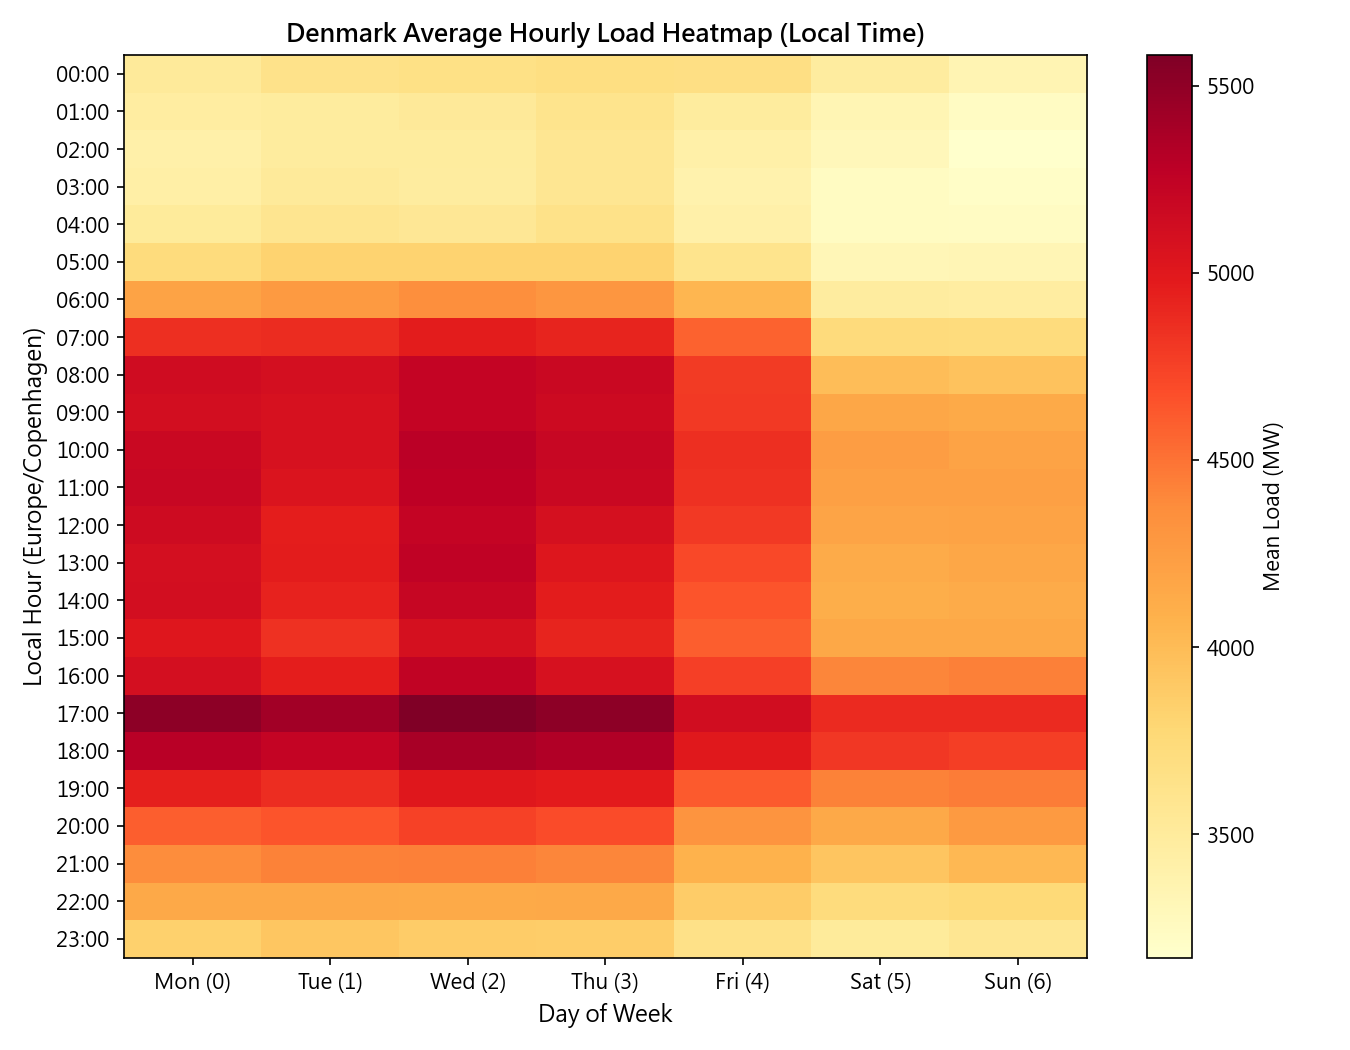 Denmark Average Hourly Load Heatmap (Local Time)
00:00
01:00
02:00
03:00
04:00
05:00
06:00
07:00
08:00
09:00
10:00
11:00
12:00
13:00
14:00
15:00
16:00
17:00
18:00
19:00
20:00
21:00
22:00
23:00
Local Hour (Europe/Copenhagen)
Mon (0)
Tue (1)
Wed (2)
Thu (3)
Fri (4)
Sat (5)
Sun (6)
Day of Week
5500
5000
4500
4000
3500
Mean Load (MW)